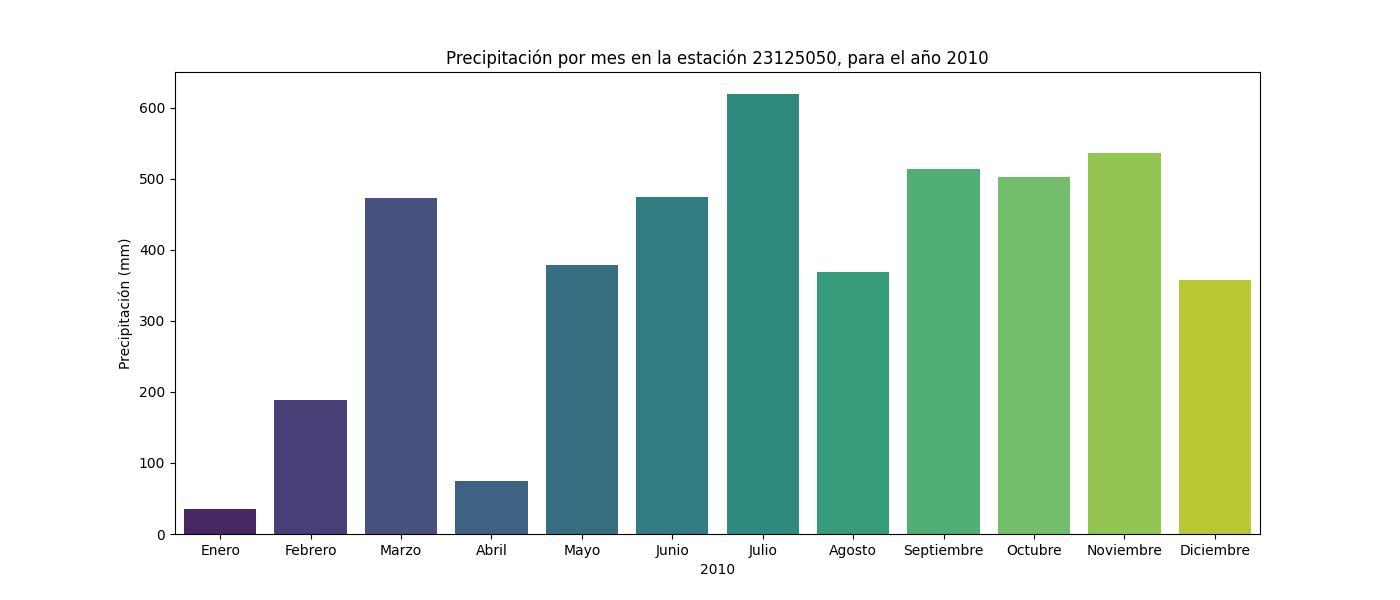 Precipitación por mes en la estación 23125050, para el año 2010
Precipitación (mm)
600
500
400
300
200
100
0
Enero Febrero Marzo Abril Mayo Junio Julio Agosto Septiembre Octubre Noviembre Diciembre
2010